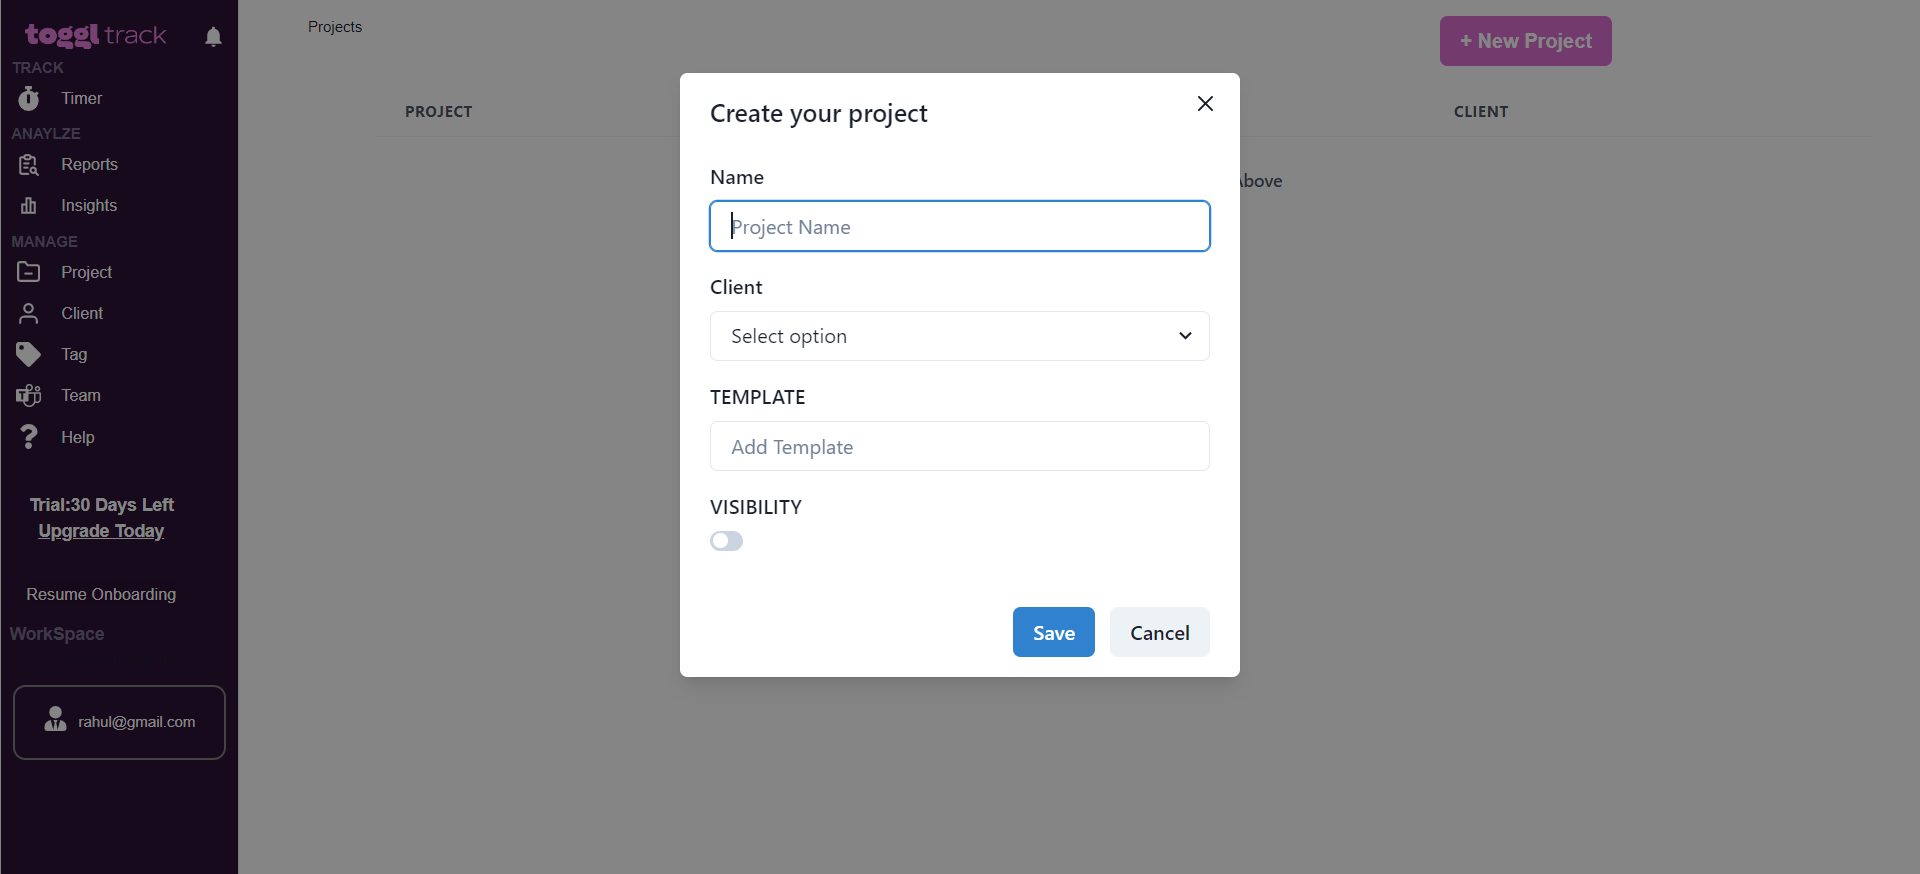 toggl track
TRACK
Timer
ANAYLZE
Reports
Insights
MANAGE
Project
Client
Tag
Team
Help
Trial:30 Days Left
Upgrade Today
Resume Onboarding
WorkSpace
rahul@gmail.com
Projects
+ New Project
PROJECT
CLIENT
Above
Create your project
Name
Project Name
Client
Select option
TEMPLATE
Add Template
VISIBILITY
Save
Cancel